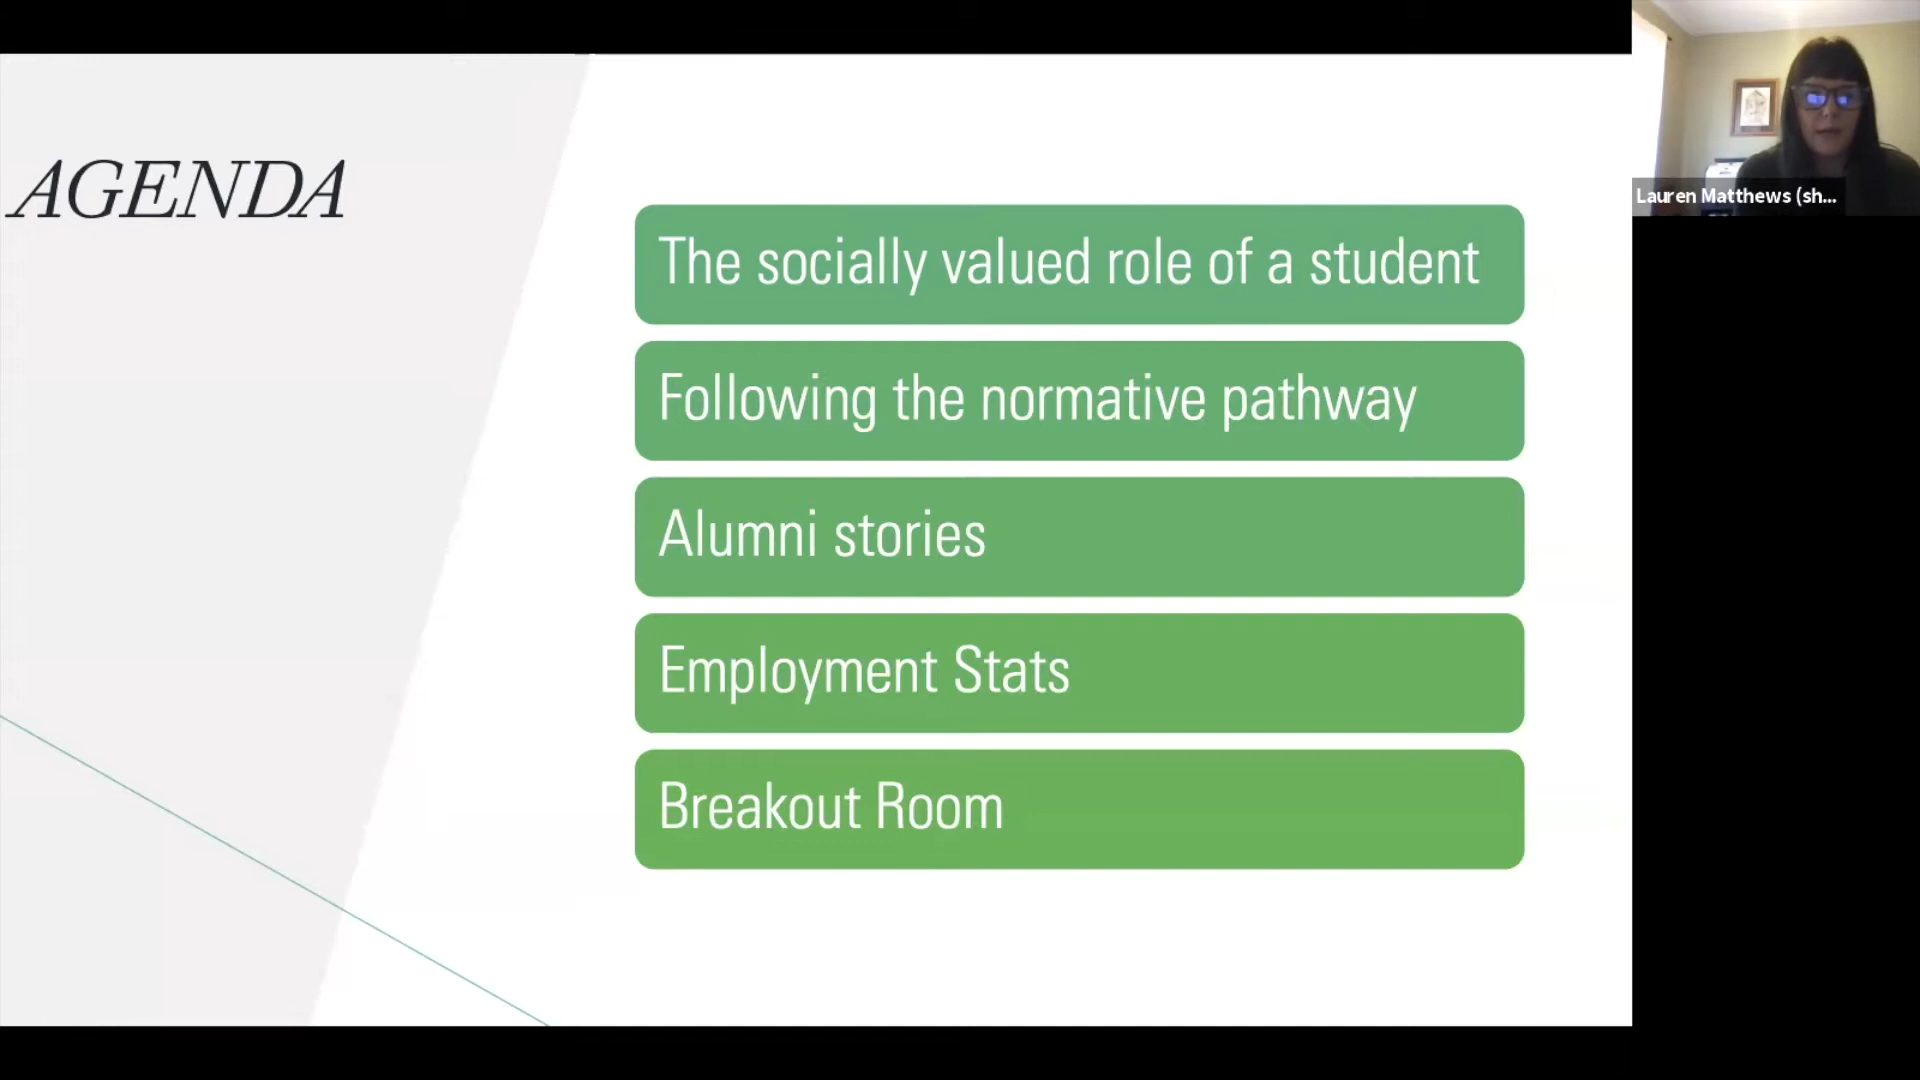 AGENDA
The socially valued role of a student
Following the normative pathway
Alumni stories
Employment Stats
Breakout Room
Lauren Matthews (sh...